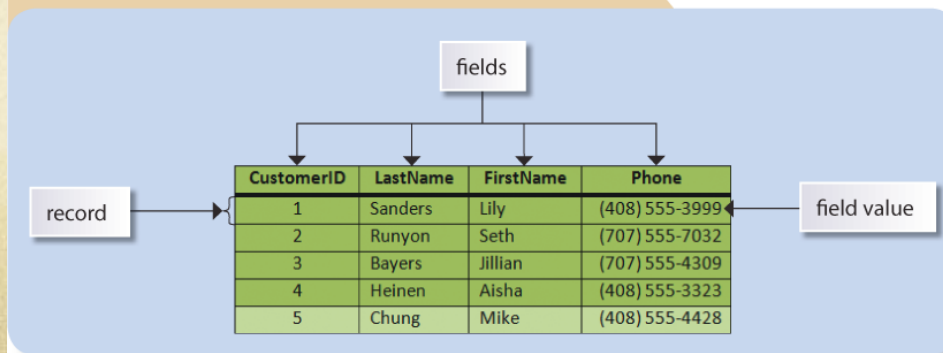 fields
CustomerID LastName FirstName Phone
record
1 Sanders Lily (408) 555-3999
field value
2 Runyon Seth (707) 555-7032
3 Bayers Jillian (707) 555-4309
4 Heinen Aisha (408) 555-3323
5 Chung Mike (408) 555-4428